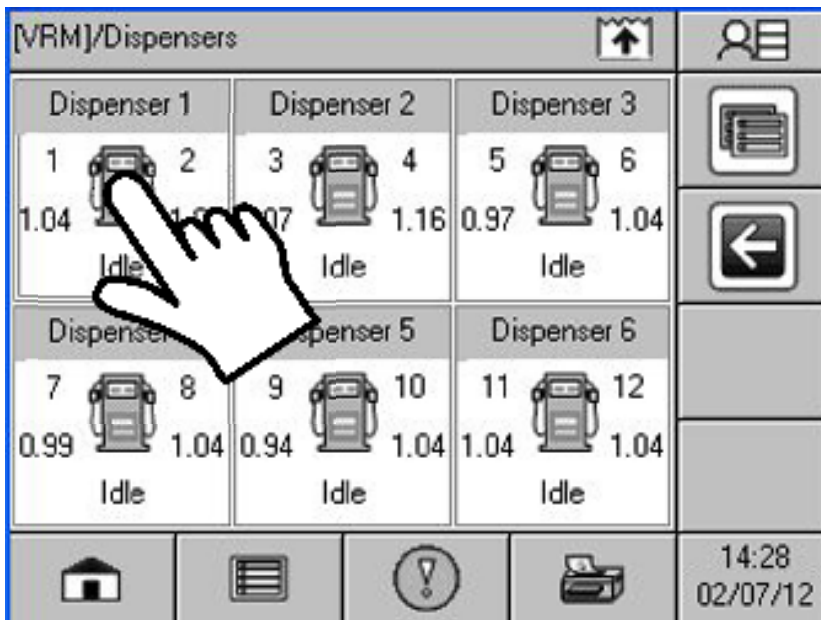 [VRM]/Dispensers
Dispenser 1 Dispenser 2 Dispenser 3
1 2 3 4 5 6
1.04 1.16 0.97 1.04
Idle Idle Idle
Dispenser 5 Dispenser 6
7 8 9 10 11 12
0.99 1.04 0.94 1.04 1.04 1.04
Idle Idle Idle
14:28
02/07/12